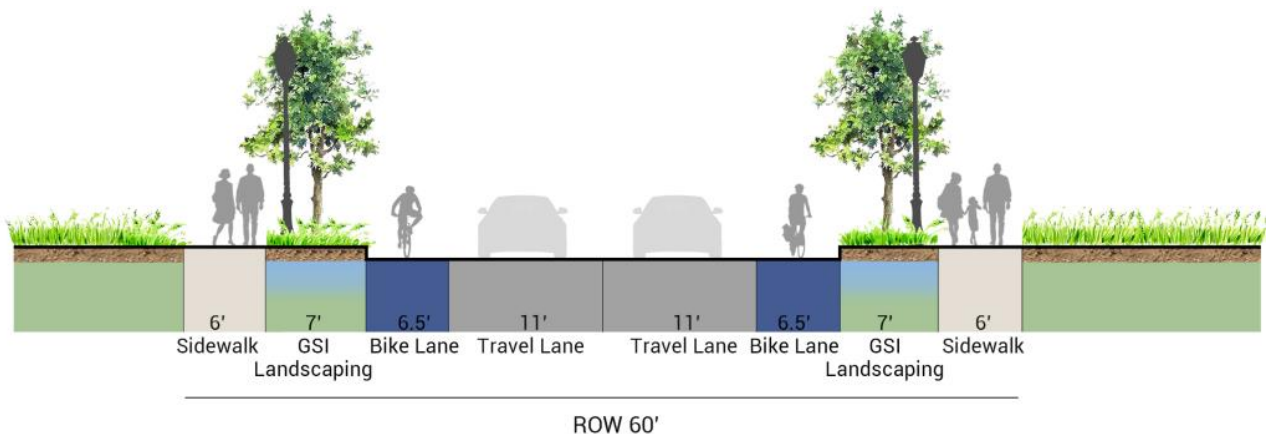 6' 7' 6.5' 11' 11' 6.5' 7' 6'
Sidewalk GSI Bike Lane Travel Lane Travel Lane Bike Lane GSI Sidewalk
Landscaping Landscaping
ROW 60'